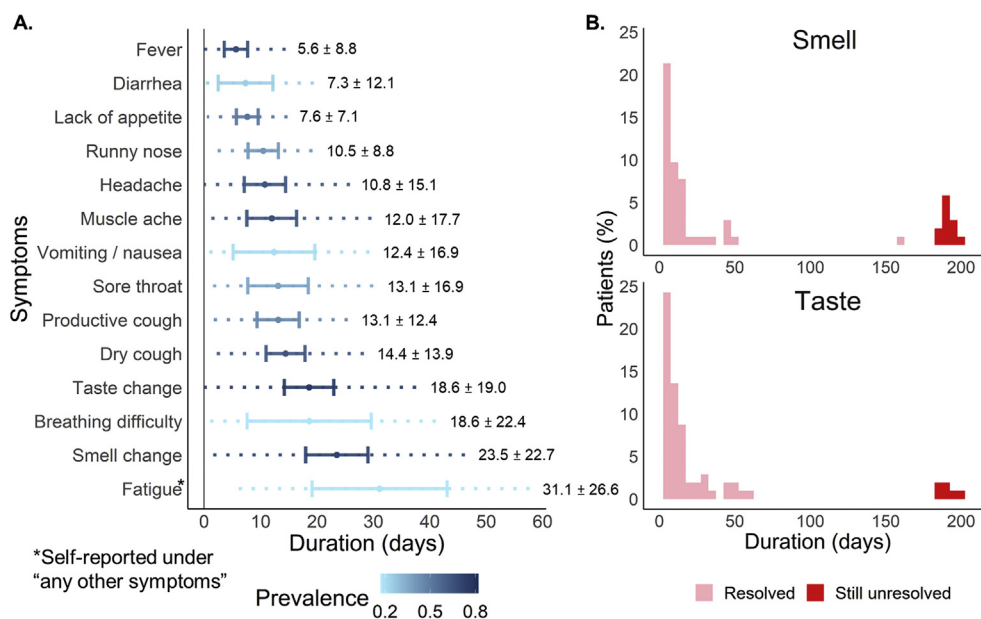 A.
Symptoms
Fever 5.6 ± 8.8
Diarrhea 7.3 ± 12.1
Lack of appetite 7.6 ± 7.1
Runny nose 10.5 ± 8.8
Headache 10.8 ± 15.1
Muscle ache 12.0 ± 17.7
Vomiting / nausea 12.4 ± 16.9
Sore throat 13.1 ± 16.9
Productive cough 13.1 ± 12.4
Dry cough 14.4 ± 13.9
Taste change 18.6 ± 19.0
Breathing difficulty 18.6 ± 22.4
Smell change 23.5 ± 22.7
Fatigue* 31.1 ± 26.6
0 10 20 30 40 50 60
Duration (days)
*Self-reported under
“any other symptoms”
Prevalence
0.2 0.5 0.8
B.
Smell
Patients (%)
25
20
15
10
5
0
0 50 100 150 200
Taste
25
20
15
10
5
0
0 50 100 150 200
Duration (days)
Resolved Still unresolved